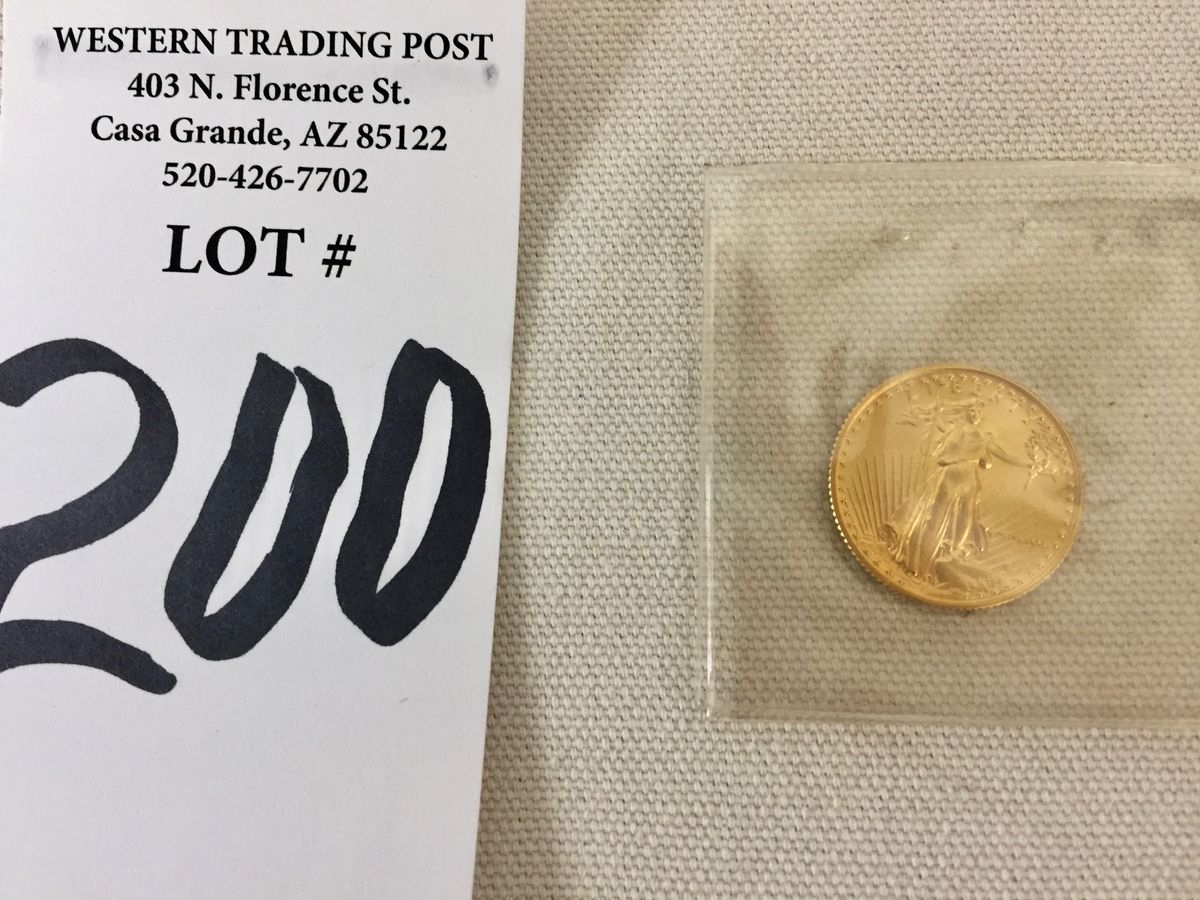 WESTERN TRADING POST
403 N. Florence St.
Casa Grande, AZ 85122
520-426-7702
LOT #
200
LIBERTY